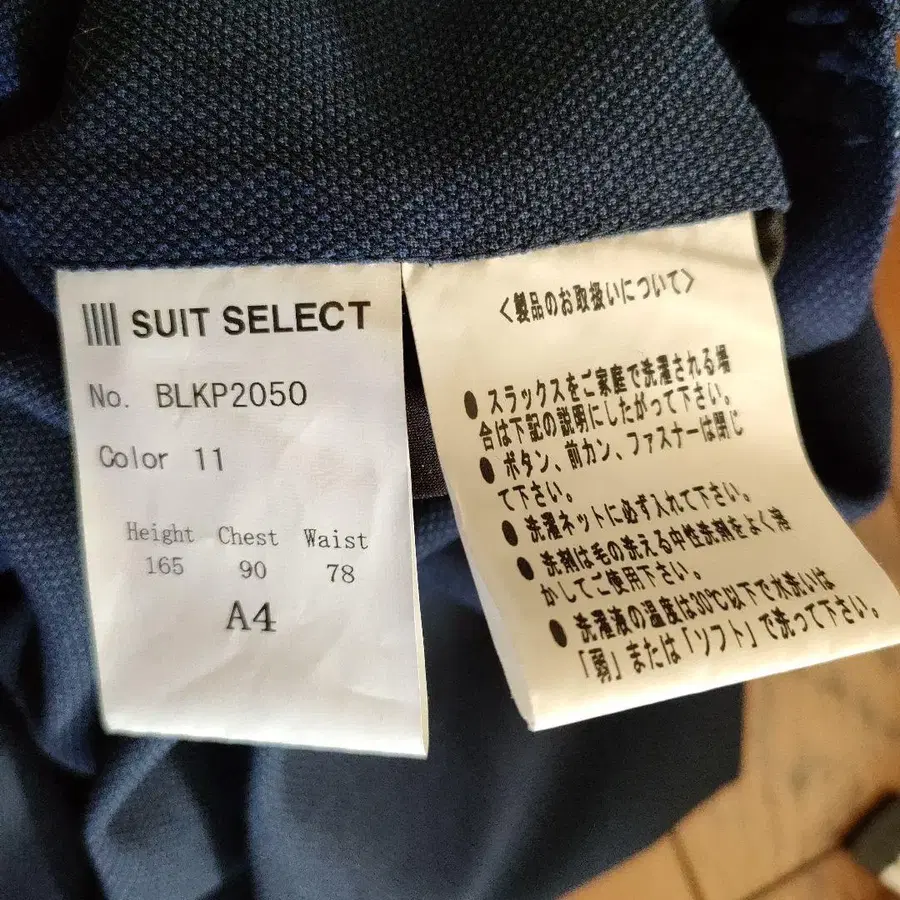 SUIT SELECT
No. BLKP2050
Color 11
Height Chest Waist
165 90 78
A4
<製品のお取扱いについて>
●スラックスをご家庭で洗濯される場
合は下記の説明にしたがって下さい。
●ボタン、前カン、ファスナーは閉じ
て下さい。
●洗濯ネットに必ず入れて下さい。
●洗剤は毛の洗える中性洗剤をよく溶
かしてご使用下さい。
●洗濯液の温度は30℃以下で水洗いは
「弱」または「ソフト」で洗って下さい。